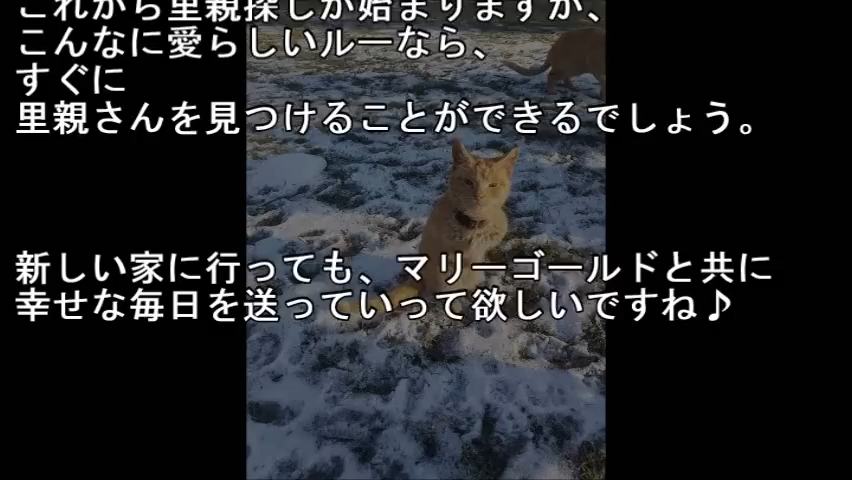 これから里親探しが始まりますが、
こんなに愛らしいルーなら、
すぐに
里親さんを見つけることができるでしょう。
新しい家に行っても、マリーゴールドと共に
幸せな毎日を送っていって欲しいですね♪